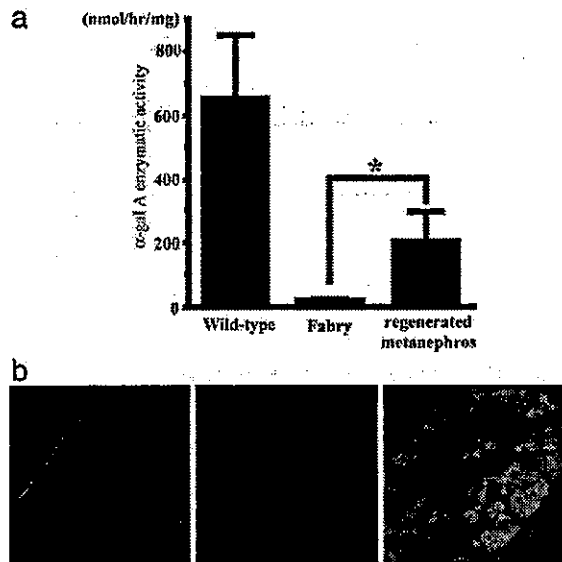 a
(nmol/hr/mg)
α-gal A enzymatic activity
800
600
400
200
0
*
Wild-type
Fabry
regenerated
metanephros
b